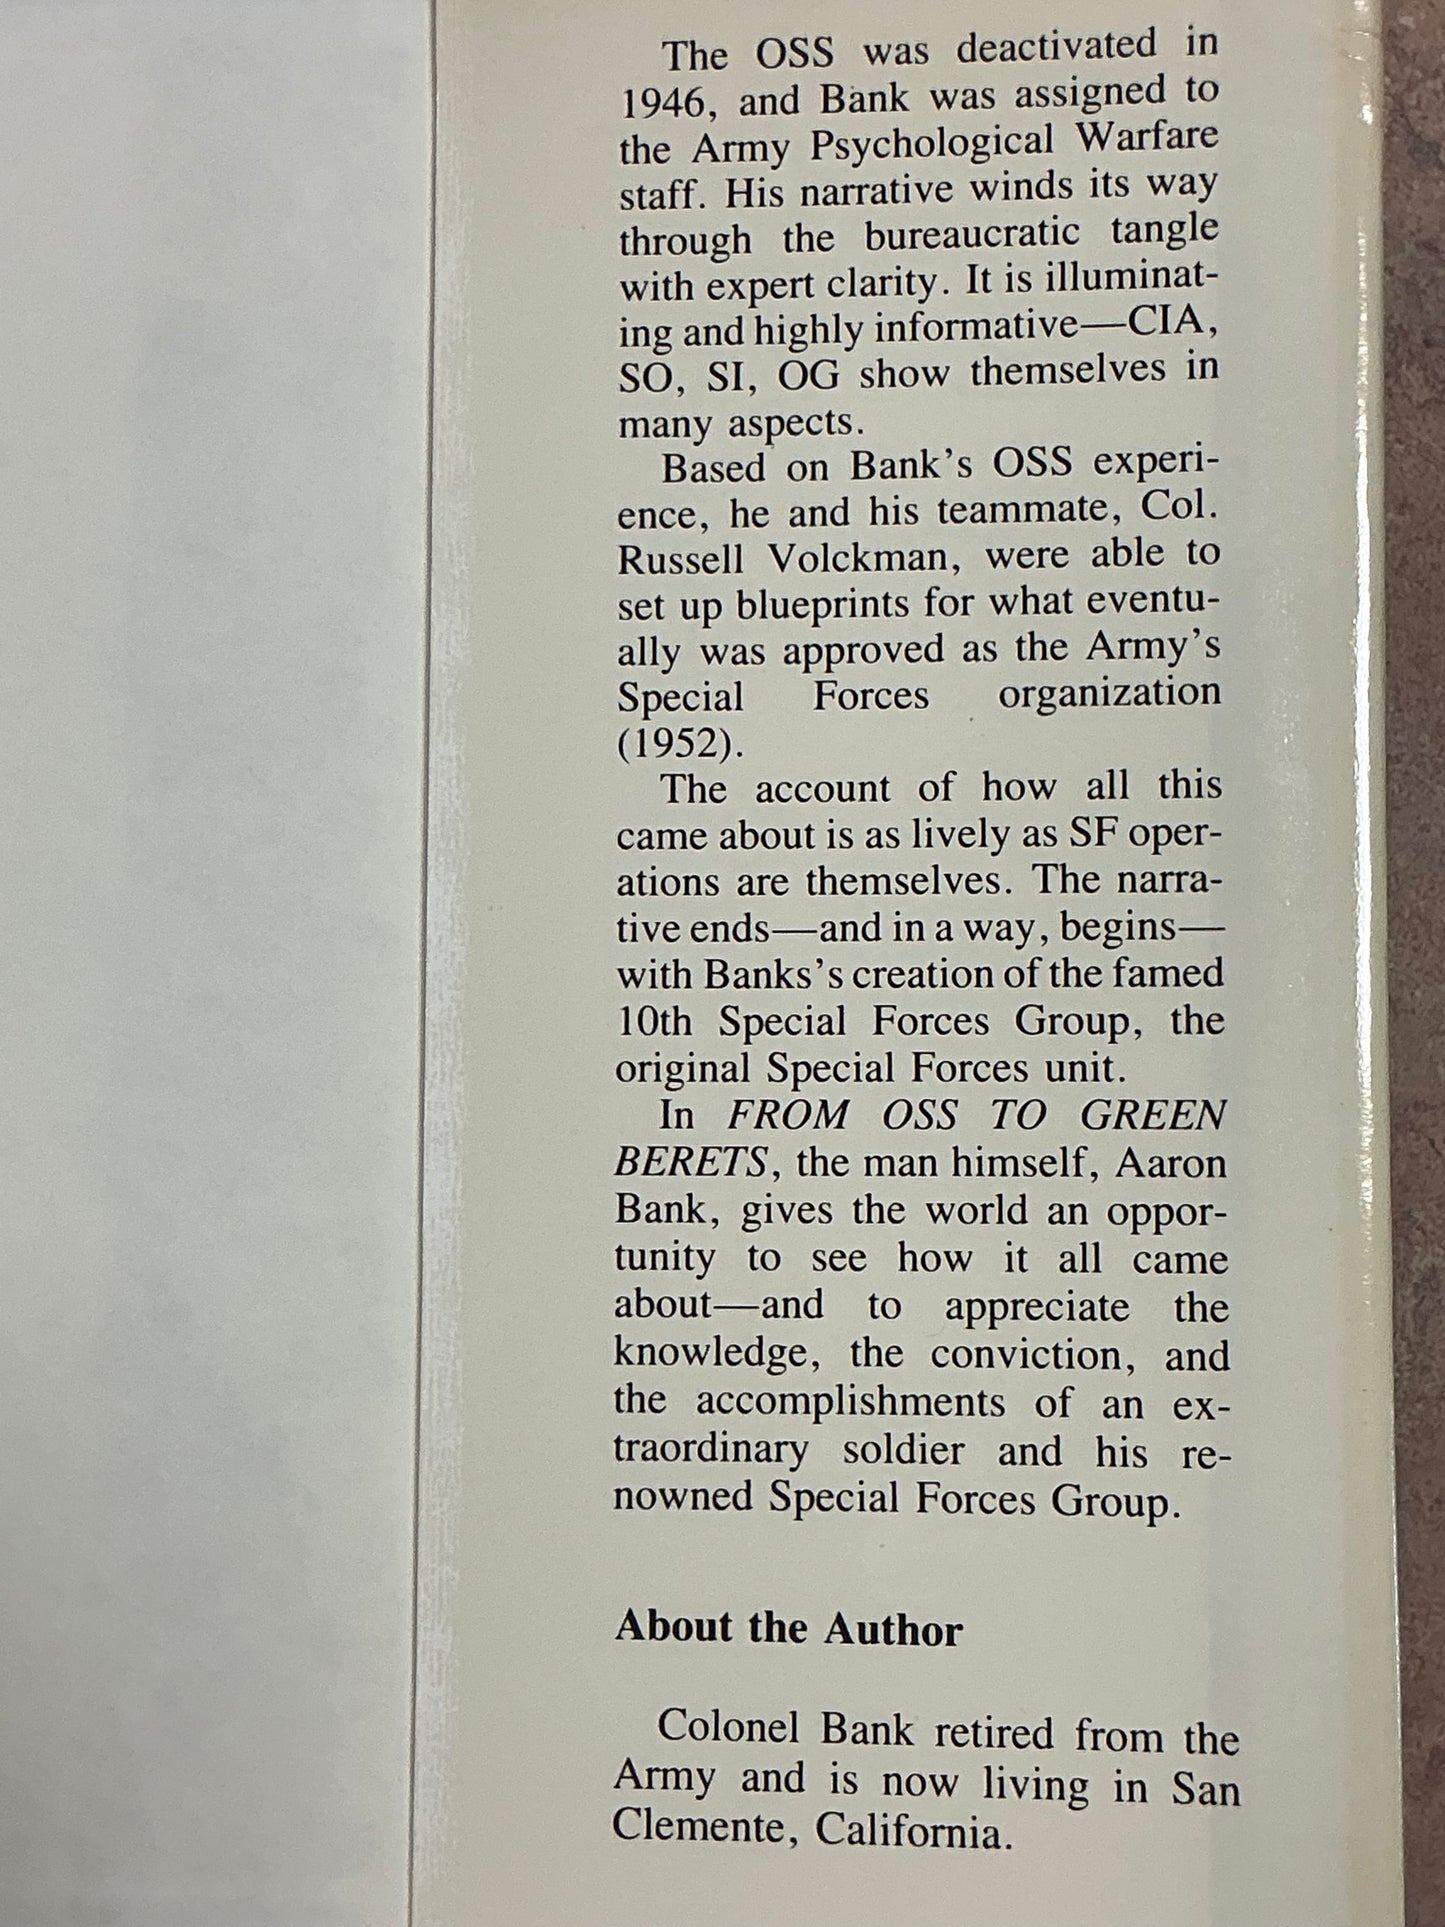 The OSS was deactivated in
1946, and Bank was assigned to
the Army Psychological Warfare
staff. His narrative winds its way
through the bureaucratic tangle
with expert clarity. It is illuminat-
ing and highly informative—CIA,
SO, SI, OG show themselves in
many aspects.
Based on Bank's OSS experi-
ence, he and his teammate, Col.
Russell Volckman, were able to
set up blueprints for what eventu-
ally was approved as the Army's
Special Forces organization
(1952).
The account of how all this
came about is as lively as SF oper-
ations are themselves. The narra-
tive ends—and in a way, begins—
with Banks's creation of the famed
10th Special Forces Group, the
original Special Forces unit.
In FROM OSS TO GREEN
BERETS, the man himself, Aaron
Bank, gives the world an oppor-
tunity to see how it all came
about—and to appreciate the
knowledge, the conviction, and
the accomplishments of an ex-
traordinary soldier and his re-
nowned Special Forces Group.
About the Author
Colonel Bank retired from the
Army and is now living in San
Clemente, California.